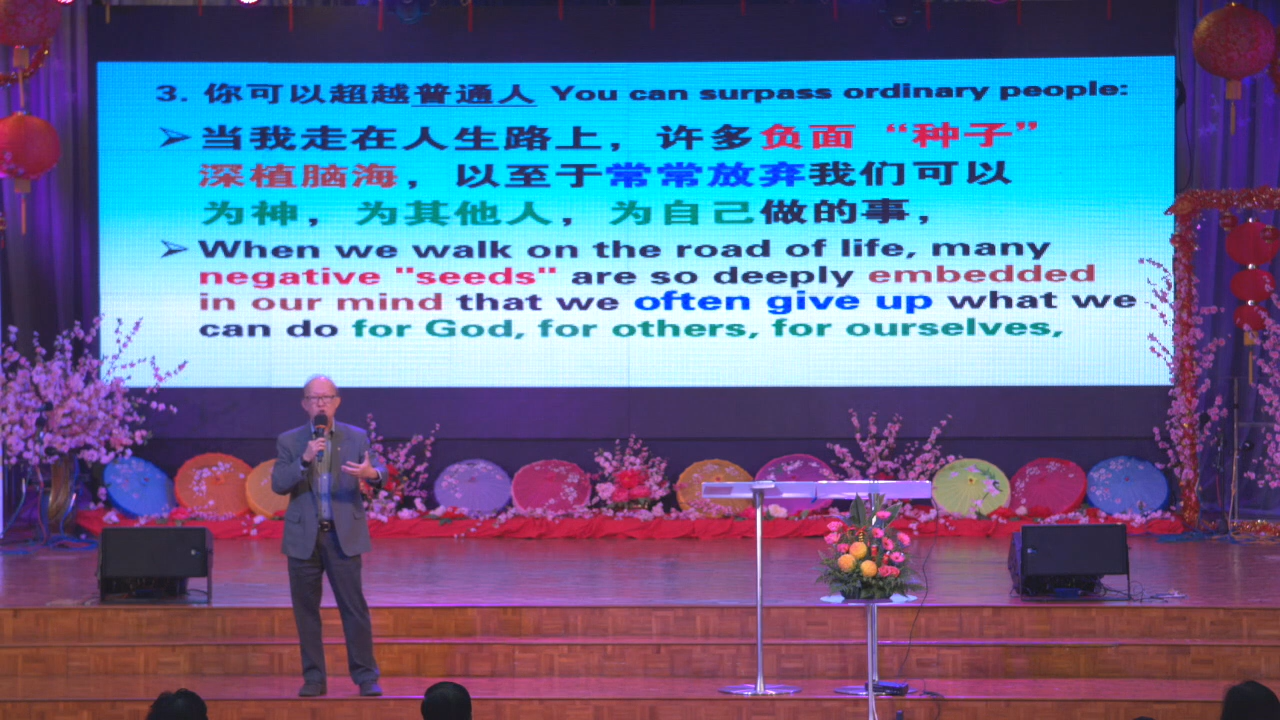 3. 你可以超越普通人 You can surpass ordinary people:
➢ 当我走在人生路上，许多负面“种子”
深植脑海，以至于常常放弃我们可以
为神，为其他人，为自己做的事，
➢ When we walk on the road of life, many
negative "seeds" are so deeply embedded
in our mind that we often give up what we
can do for God, for others, for ourselves,